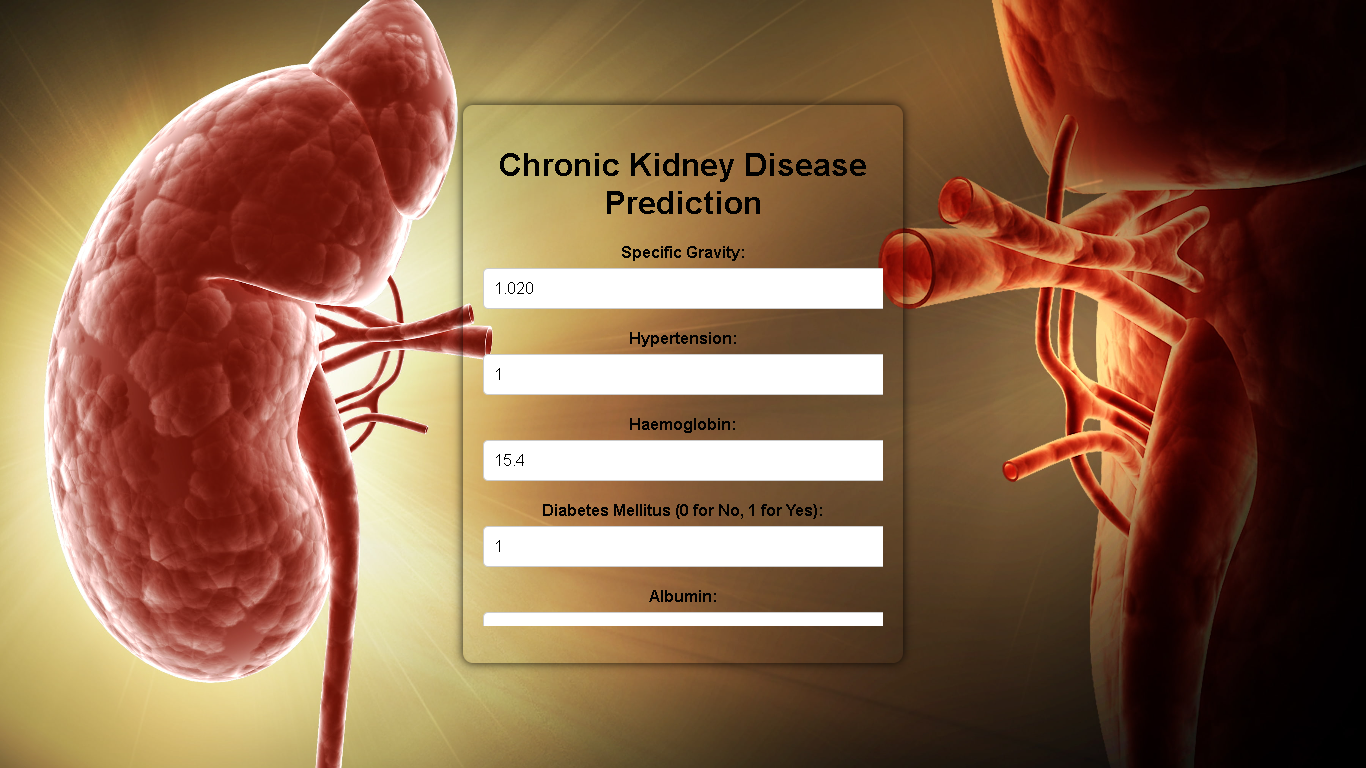 Chronic Kidney Disease
Prediction
Specific Gravity:
1.020
Hypertension:
1
Haemoglobin:
15.4
Diabetes Mellitus (0 for No, 1 for Yes):
1
Albumin: